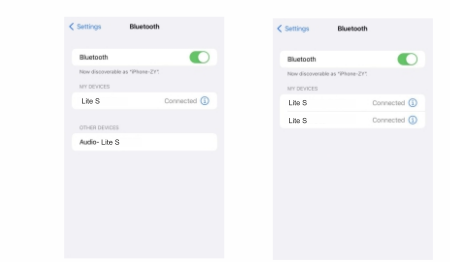 Settings
Bluetooth
Bluetooth
Now discoverable as "iPhone-ZY".
MY DEVICES
Lite S Connected
OTHER DEVICES
Audio- Lite S
Settings
Bluetooth
Bluetooth
Now discoverable as "iPhone-ZY".
MY DEVICES
Lite S Connected
Lite S Connected